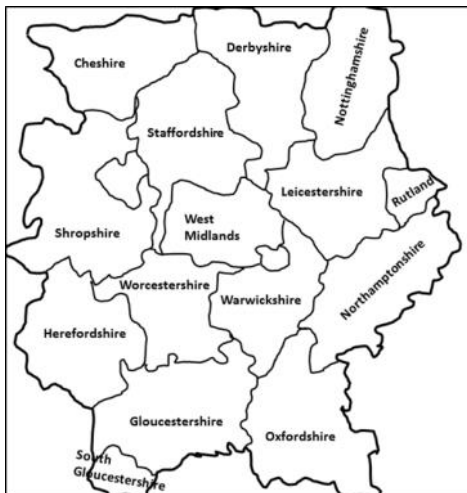 Derbyshire
Cheshire
Nottinghamshire
Staffordshire
Leicestershire
Rutland
West
Midlands
Shropshire
Worcestershire
Warwickshire
Northamptonshire
Herefordshire
Gloucestershire
Oxfordshire
South
Gloucestershire